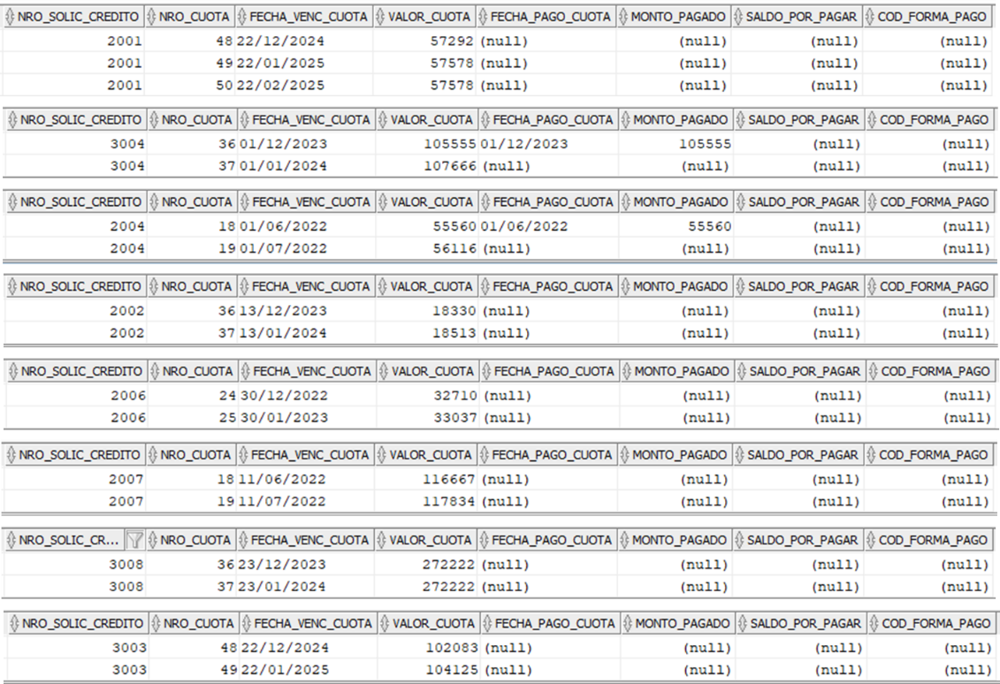 NRO_SOLIC_CREDITO NRO_CUOTA FECHA_VENC_CUOTA VALOR_CUOTA FECHA_PAGO_CUOTA MONTO_PAGADO SALDO_POR_PAGAR COD_FORMA_PAGO
2001 48 22/12/2024 57292 (null) (null) (null) (null)
2001 49 22/01/2025 57578 (null) (null) (null) (null)
2001 50 22/02/2025 57578 (null) (null) (null) (null)
NRO_SOLIC_CREDITO NRO_CUOTA FECHA_VENC_CUOTA VALOR_CUOTA FECHA_PAGO_CUOTA MONTO_PAGADO SALDO_POR_PAGAR COD_FORMA_PAGO
3004 36 01/12/2023 105555 01/12/2023 105555 (null) (null)
3004 37 01/01/2024 107666 (null) (null) (null) (null)
NRO_SOLIC_CREDITO NRO_CUOTA FECHA_VENC_CUOTA VALOR_CUOTA FECHA_PAGO_CUOTA MONTO_PAGADO SALDO_POR_PAGAR COD_FORMA_PAGO
2004 18 01/06/2022 55560 01/06/2022 55560 (null) (null)
2004 19 01/07/2022 56116 (null) (null) (null) (null)
NRO_SOLIC_CREDITO NRO_CUOTA FECHA_VENC_CUOTA VALOR_CUOTA FECHA_PAGO_CUOTA MONTO_PAGADO SALDO_POR_PAGAR COD_FORMA_PAGO
2002 36 13/12/2023 18330 (null) (null) (null) (null)
2002 37 13/01/2024 18513 (null) (null) (null) (null)
NRO_SOLIC_CREDITO NRO_CUOTA FECHA_VENC_CUOTA VALOR_CUOTA FECHA_PAGO_CUOTA MONTO_PAGADO SALDO_POR_PAGAR COD_FORMA_PAGO
2006 24 30/12/2022 32710 (null) (null) (null) (null)
2006 25 30/01/2023 33037 (null) (null) (null) (null)
NRO_SOLIC_CREDITO NRO_CUOTA FECHA_VENC_CUOTA VALOR_CUOTA FECHA_PAGO_CUOTA MONTO_PAGADO SALDO_POR_PAGAR COD_FORMA_PAGO
2007 18 11/06/2022 116667 (null) (null) (null) (null)
2007 19 11/07/2022 117834 (null) (null) (null) (null)
NRO_SOLIC_CR... NRO_CUOTA FECHA_VENC_CUOTA VALOR_CUOTA FECHA_PAGO_CUOTA MONTO_PAGADO SALDO_POR_PAGAR COD_FORMA_PAGO
3008 36 23/12/2023 272222 (null) (null) (null) (null)
3008 37 23/01/2024 272222 (null) (null) (null) (null)
NRO_SOLIC_CREDITO NRO_CUOTA FECHA_VENC_CUOTA VALOR_CUOTA FECHA_PAGO_CUOTA MONTO_PAGADO SALDO_POR_PAGAR COD_FORMA_PAGO
3003 48 22/12/2024 102083 (null) (null) (null) (null)
3003 49 22/01/2025 104125 (null) (null) (null) (null)